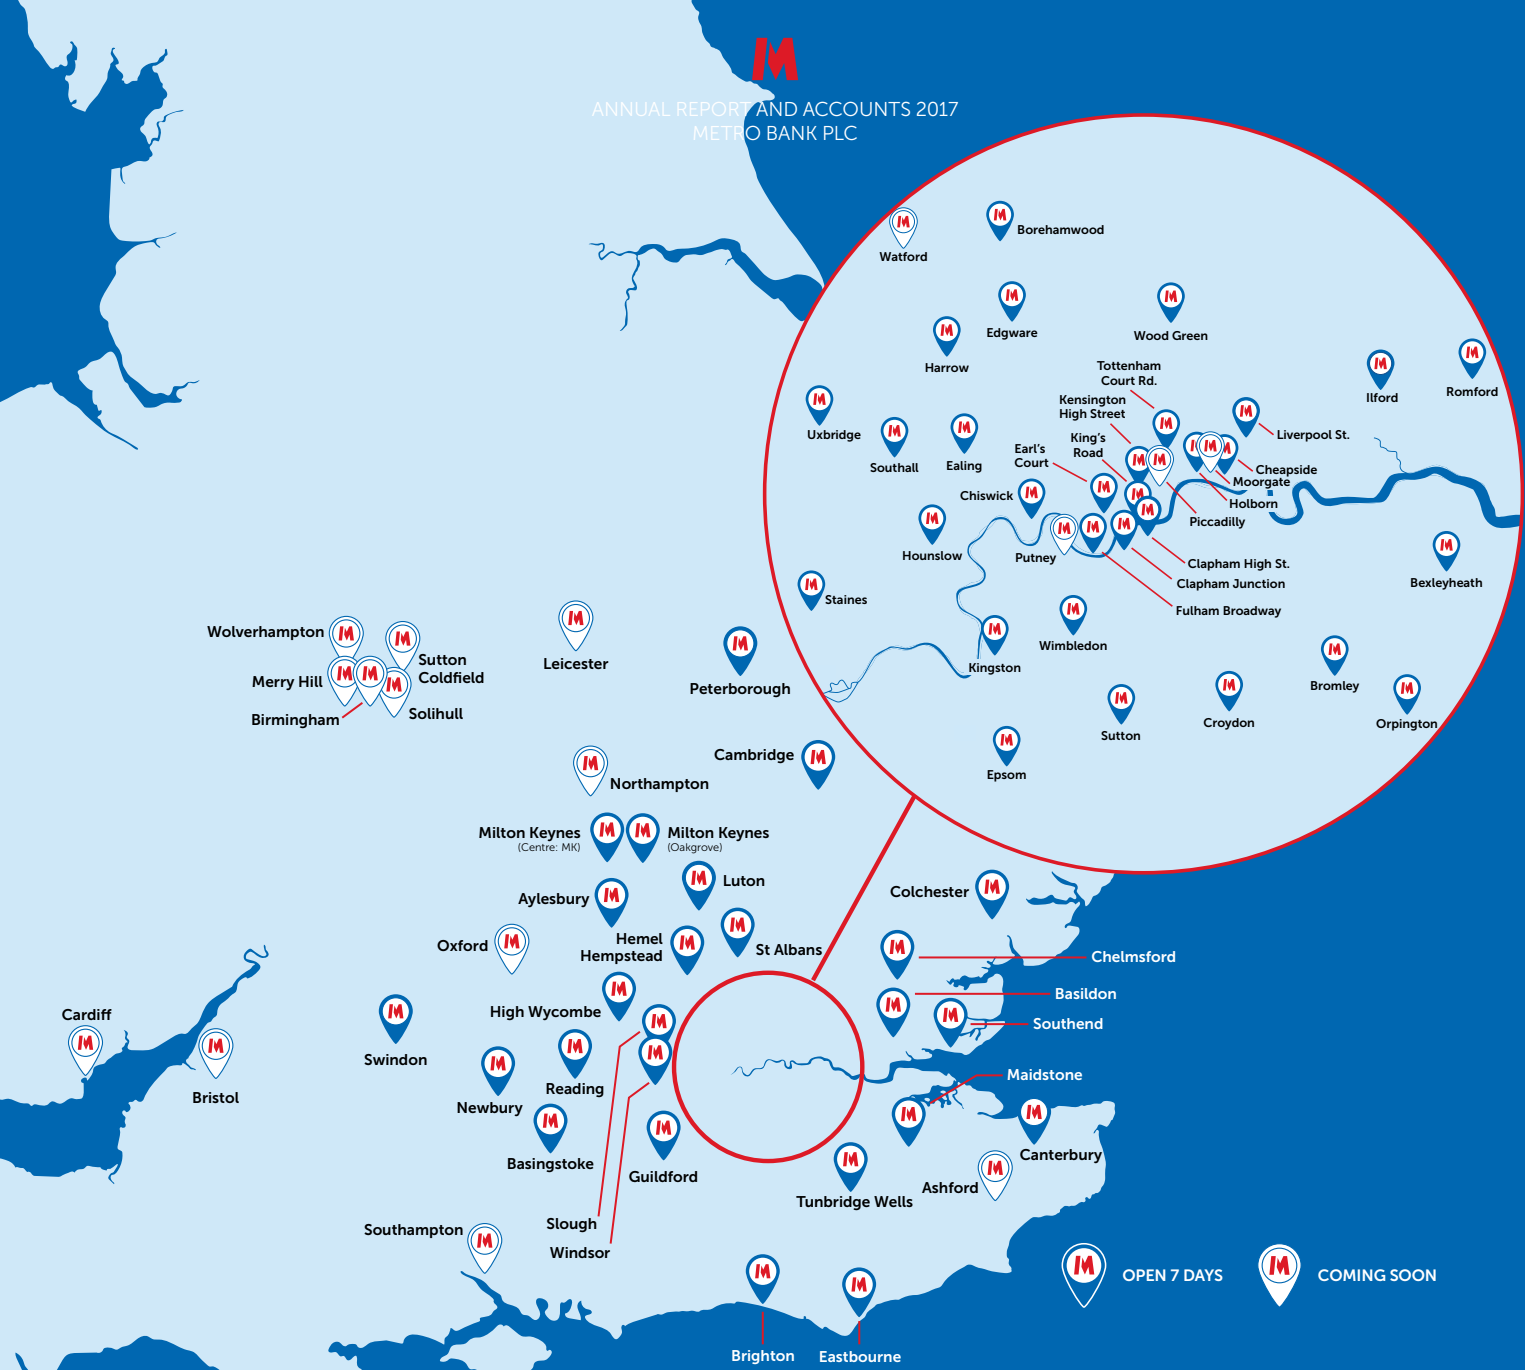 ANNUAL REPORT AND ACCOUNTS 2017
METRO BANK PLC
Watford
Borehamwood
Edgware
Wood Green
Harrow
Tottenham
Court Rd.
Ilford
Romford
Kensington
High Street
Uxbridge
Southall
Ealing
Earl's
Court
King's
Road
Liverpool St.
Cheapside
Moorgate
Holborn
Piccadilly
Chiswick
Hounslow
Putney
Clapham High St.
Clapham Junction
Fulham Broadway
Bexleyheath
Staines
Kingston
Wimbledon
Bromley
Orpington
Sutton
Croydon
Epsom
Wolverhampton
Sutton
Coldfield
Merry Hill
Birmingham
Solihull
Leicester
Peterborough
Cambridge
Northampton
Milton Keynes
(Centre: MK)
Milton Keynes
(Oakgrove)
Luton
Aylesbury
Colchester
Oxford
Hemel
Hempstead
St Albans
Chelmsford
Basildon
Southend
High Wycombe
Cardiff
Bristol
Swindon
Reading
Newbury
Maidstone
Basingstoke
Guildford
Canterbury
Ashford
Tunbridge Wells
Slough
Windsor
Southampton
OPEN 7 DAYS
COMING SOON
Brighton
Eastbourne